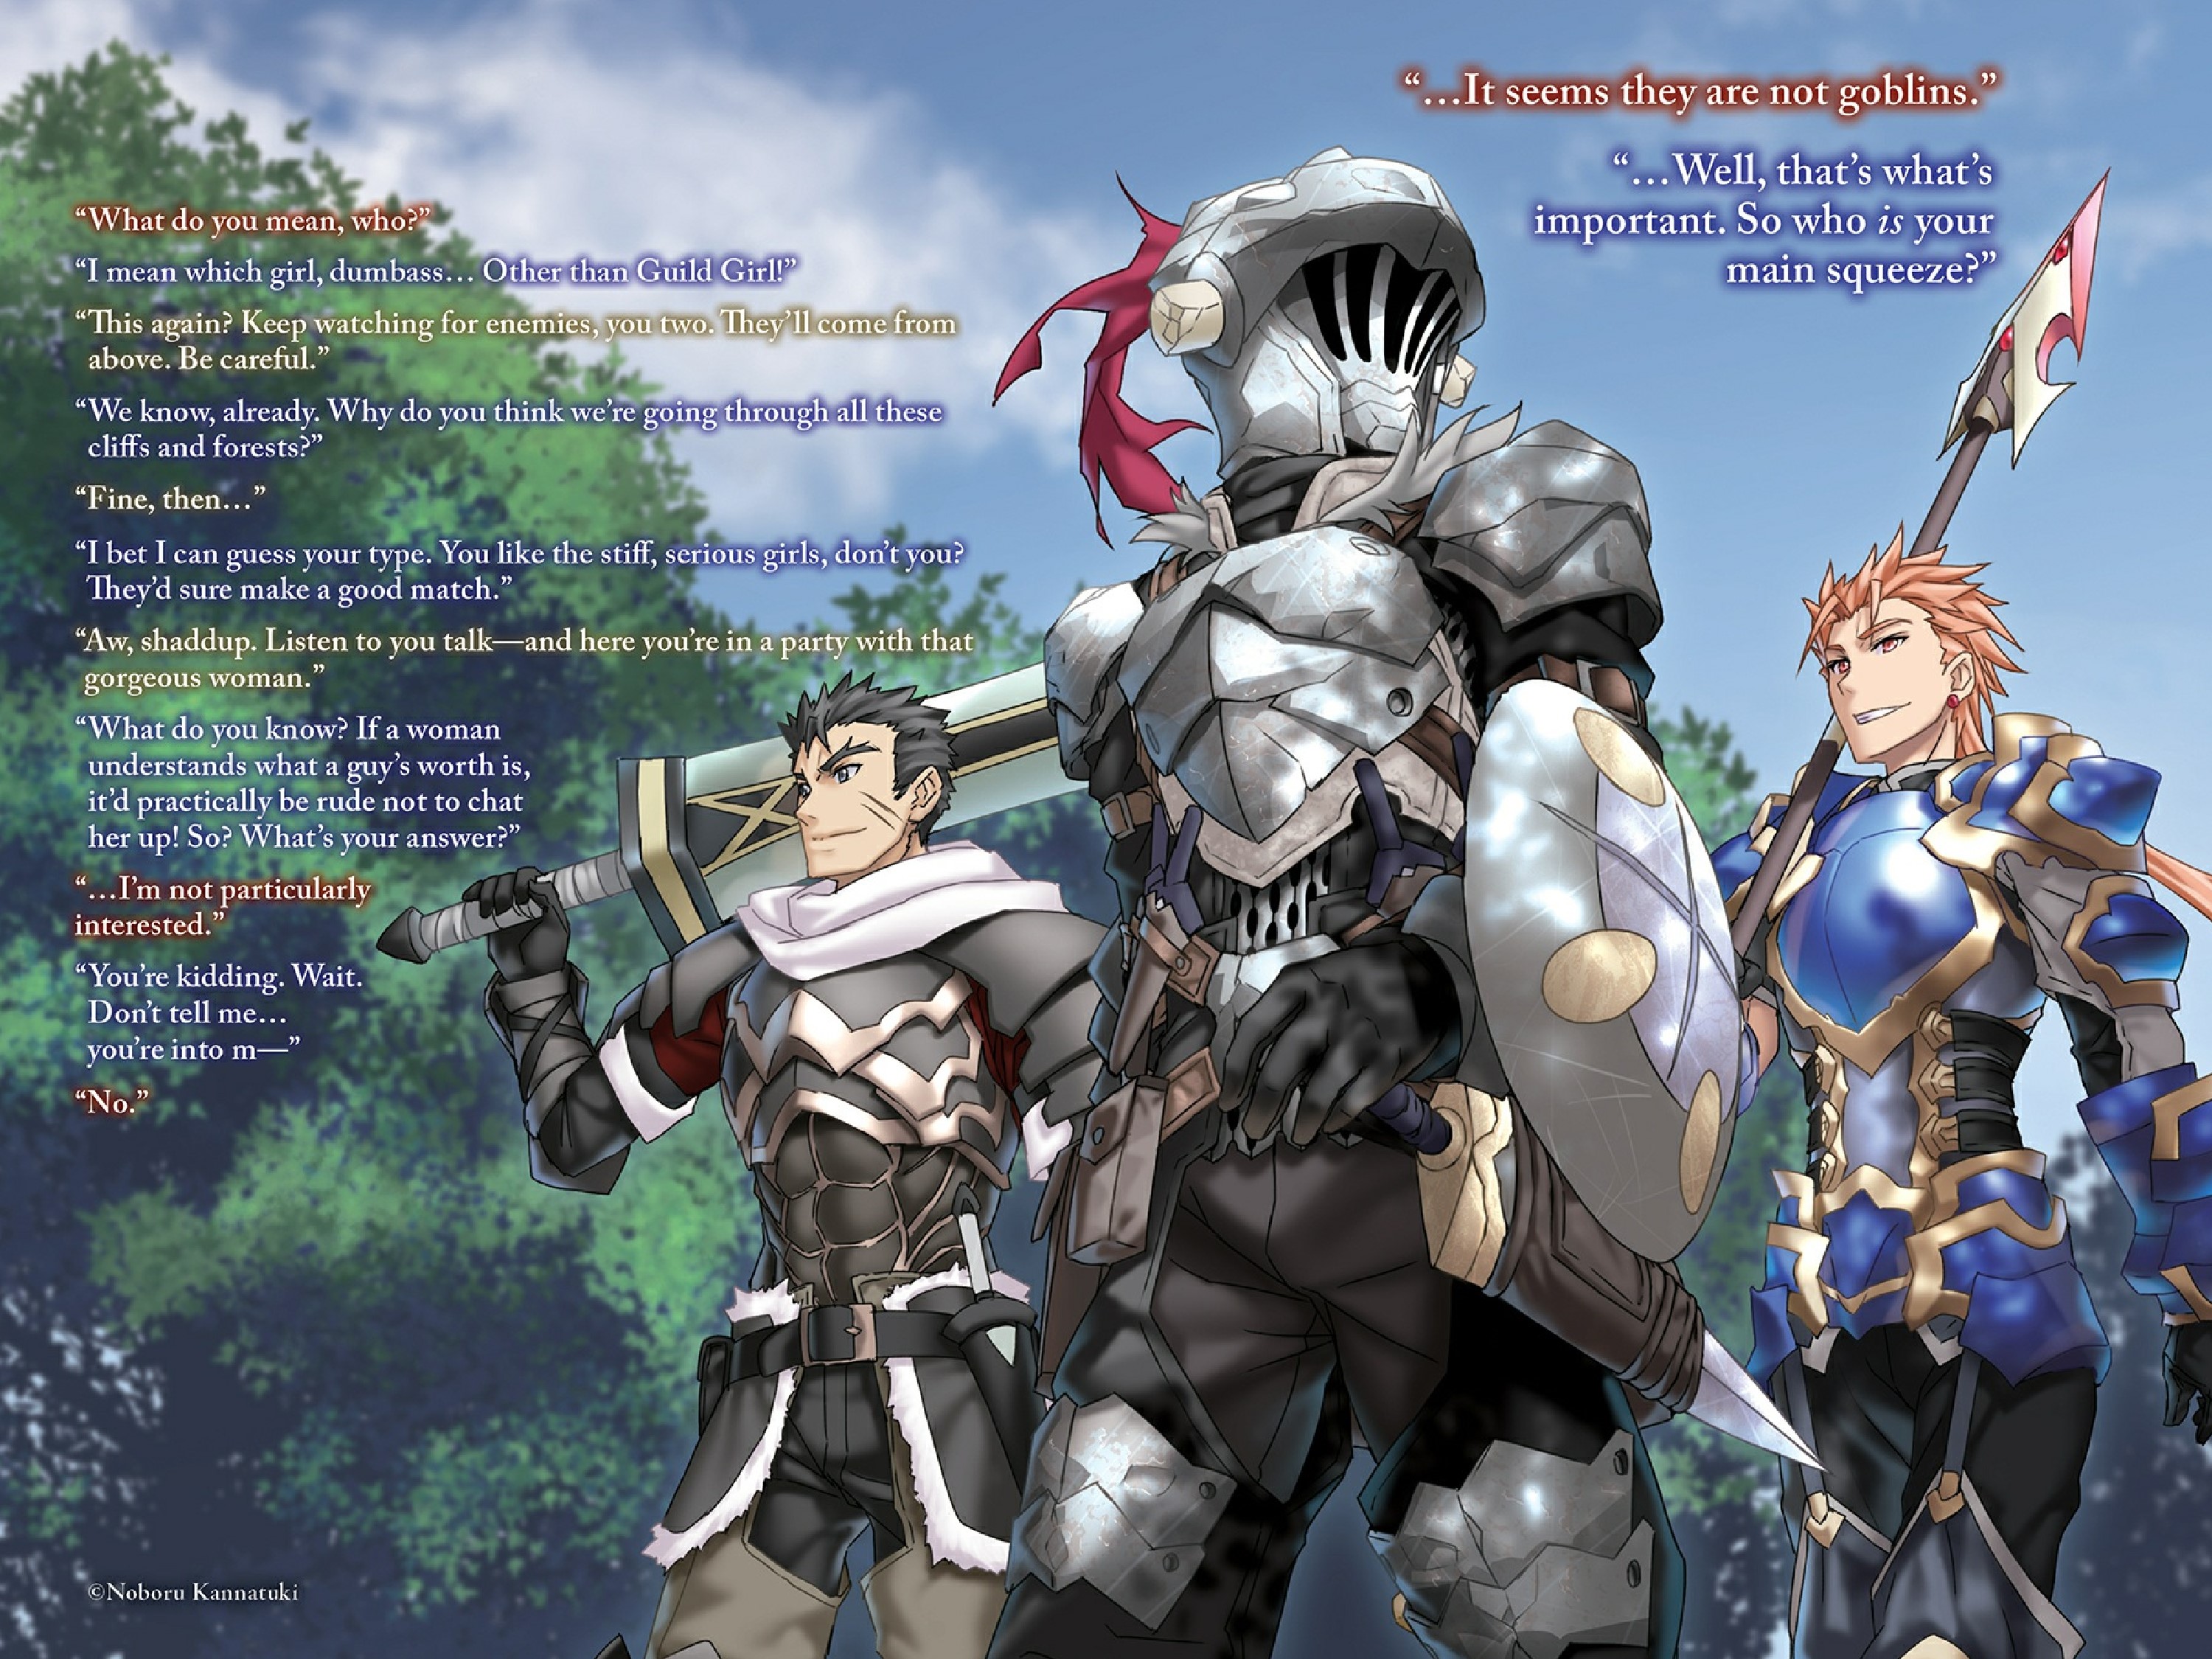 “…It seems they are not goblins.”
“…Well, that’s what’s
important. So who is your
main squeeze?”
“What do you mean, who?”
“I mean which girl, dumbass… Other than Guild Girl!”
“This again? Keep watching for enemies, you two. They’ll come from
above. Be careful.”
“We know, already. Why do you think we’re going through all these
cliffs and forests?”
“Fine, then…”
“I bet I can guess your type. You like the stiff, serious girls, don’t you?
They’d sure make a good match.”
“Aw, shaddup. Listen to you talk—and here you’re in a party with that
gorgeous woman.”
“What do you know? If a woman
understands what a guy’s worth is,
it’d practically be rude not to chat
her up! So? What’s your answer?”
“…I’m not particularly
interested.”
“You’re kidding. Wait.
Don’t tell me…
you’re into m—”
“No.”
©Noboru Kannatuki